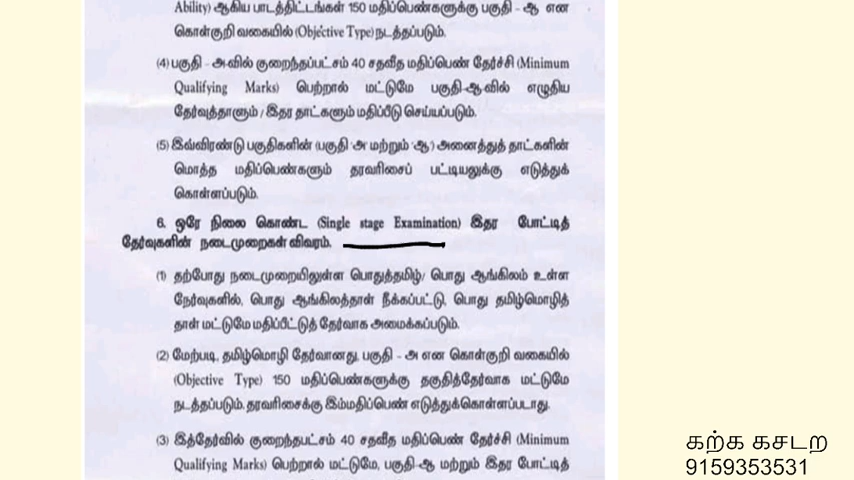 Ability) ஆகிய பாடத்திட்டங்கள் 150 மதிப்பெண்களுக்கு பகுதி - ஆ என
கொள்குறி வகையில் (Objective Type) நடத்தப்படும்.
(4) பகுதி - அ-வில் குறைந்தப்பட்சம் 40 சதவீத மதிப்பெண் தேர்ச்சி (Minimum
Qualifying Marks) பெற்றால் மட்டுமே பகுதி-ஆ-வில் எழுதிய
தேர்வுத்தாளும் / இதர தாட்களும் மதிப்பீடு செய்யப்படும்.
(5) இவ்விரண்டு பகுதிகளின் (பகுதி 'அ' மற்றும் 'ஆ') அனைத்துத் தாட்களின்
மொத்த மதிப்பெண்களும் தரவரிசைப் பட்டியலுக்கு எடுத்துக்
கொள்ளப்படும்.
6. ஒரே நிலை கொண்ட (Single stage Examination) இதர போட்டித்
தேர்வுகளின் நடைமுறைகள் விவரம்.
(1) தற்போது நடைமுறையிலுள்ள பொதுத்தமிழ்/ பொது ஆங்கிலம் உள்ள
தேர்வுகளில், பொது ஆங்கிலத்தாள் நீக்கப்பட்டு, பொது தமிழ்மொழித்
தாள் மட்டுமே மதிப்பீட்டுத் தேர்வாக அமைக்கப்படும்.
(2) மேற்படி, தமிழ்மொழி தேர்வானது, பகுதி - அ என கொள்குறி வகையில்
(Objective Type) 150 மதிப்பெண்களுக்கு தகுதித்தேர்வாக மட்டுமே
நடத்தப்படும். தரவரிசைக்கு இம்மதிப்பெண் எடுத்துக்கொள்ளப்படாது.
(3) இத்தேர்வில் குறைந்தபட்சம் 40 சதவீத மதிப்பெண் தேர்ச்சி (Minimum
Qualifying Marks) பெற்றால் மட்டுமே, பகுதி-ஆ மற்றும் இதர போட்டித்
கற்க கசடற
9159353531